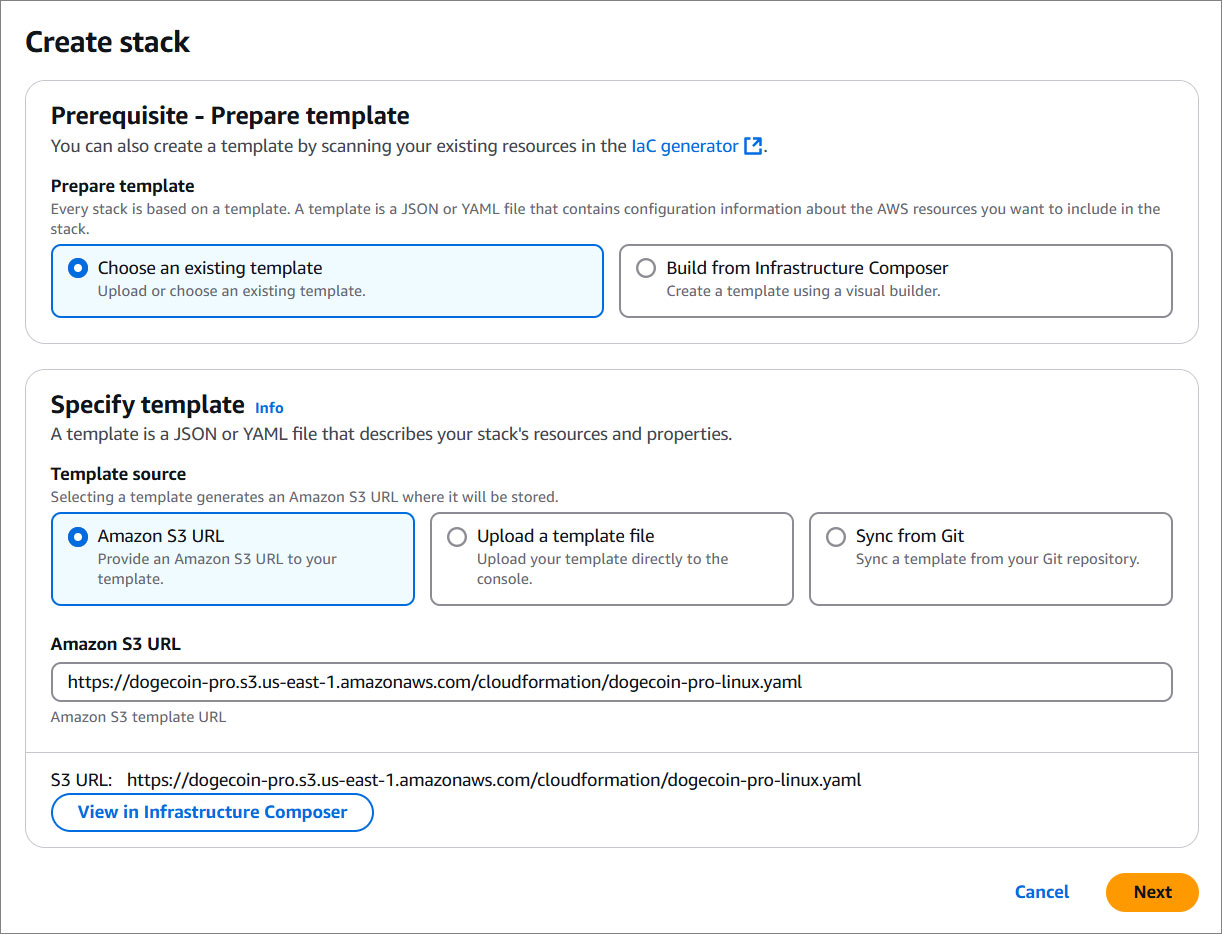 Create stack
Prerequisite - Prepare template
You can also create a template by scanning your existing resources in the IaC generator.
Prepare template
Every stack is based on a template. A template is a JSON or YAML file that contains configuration information about the AWS resources you want to include in the
stack.
Choose an existing template
Upload or choose an existing template.
Build from Infrastructure Composer
Create a template using a visual builder.
Specify template Info
A template is a JSON or YAML file that describes your stack's resources and properties.
Template source
Selecting a template generates an Amazon S3 URL where it will be stored.
Amazon S3 URL
Provide an Amazon S3 URL to your
template.
Upload a template file
Upload your template directly to the
console.
Sync from Git
Sync a template from your Git repository.
Amazon S3 URL
https://dogecoin-pro.s3.us-east-1.amazonaws.com/cloudformation/dogecoin-pro-linux.yaml
Amazon S3 template URL
S3 URL: https://dogecoin-pro.s3.us-east-1.amazonaws.com/cloudformation/dogecoin-pro-linux.yaml
View in Infrastructure Composer
Cancel Next